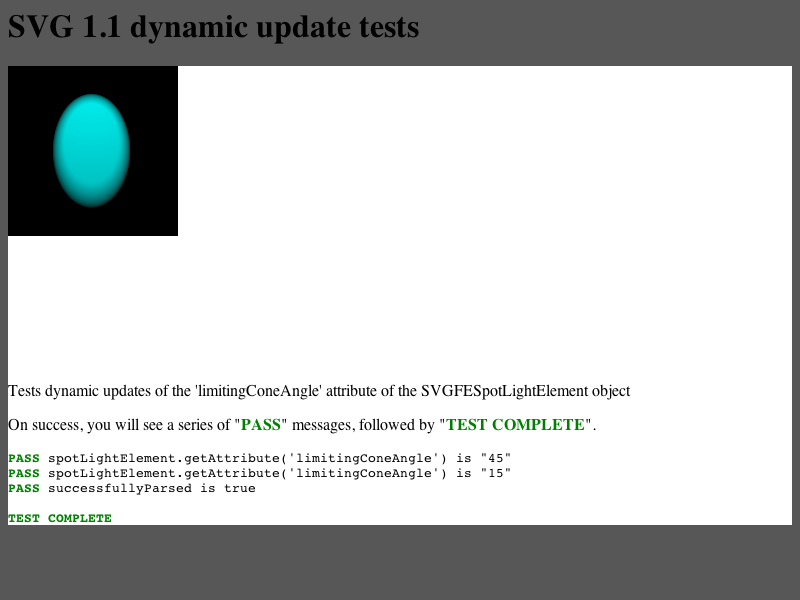 SVG 1.1 dynamic update tests
Tests dynamic updates of the 'limitingConeAngle' attribute of the SVGFESpotLightElement object
On success, you will see a series of "PASS" messages, followed by "TEST COMPLETE".
PASS spotLightElement.getAttribute('limitingConeAngle') is "45"
PASS spotLightElement.getAttribute('limitingConeAngle') is "15"
PASS successfullyParsed is true
TEST COMPLETE